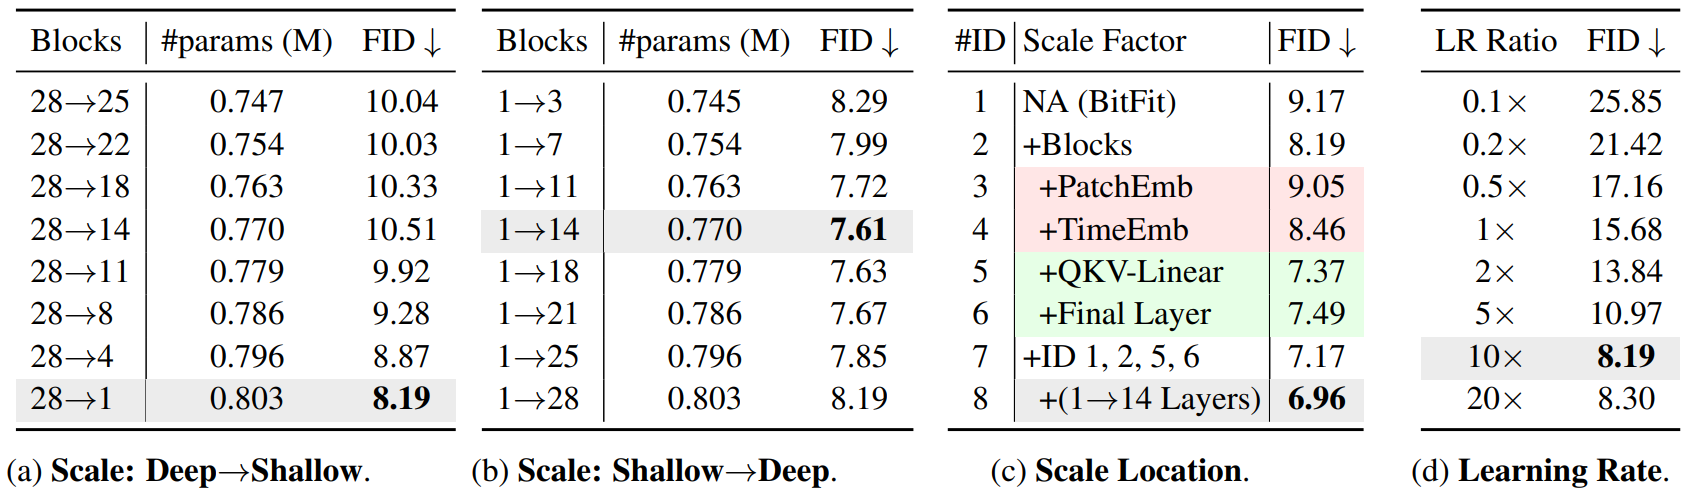 Blocks #params (M) FID ↓
28→25 0.747 10.04
28→22 0.754 10.03
28→18 0.763 10.33
28→14 0.770 10.51
28→11 0.779 9.92
28→8 0.786 9.28
28→4 0.796 8.87
28→1 0.803 8.19
(a) Scale: Deep→Shallow.
Blocks #params (M) FID ↓
1→3 0.745 8.29
1→7 0.754 7.99
1→11 0.763 7.72
1→14 0.770 7.61
1→18 0.779 7.63
1→21 0.786 7.67
1→25 0.796 7.85
1→28 0.803 8.19
(b) Scale: Shallow→Deep.
#ID Scale Factor FID ↓
1 NA (BitFit) 9.17
2 +Blocks 8.19
3 +PatchEmb 9.05
4 +TimeEmb 8.46
5 +QKV-Linear 7.37
6 +Final Layer 7.49
7 +ID 1, 2, 5, 6 7.17
8 +(1→14 Layers) 6.96
(c) Scale Location.
LR Ratio FID ↓
0.1× 25.85
0.2× 21.42
0.5× 17.16
1× 15.68
2× 13.84
5× 10.97
10× 8.19
20× 8.30
(d) Learning Rate.